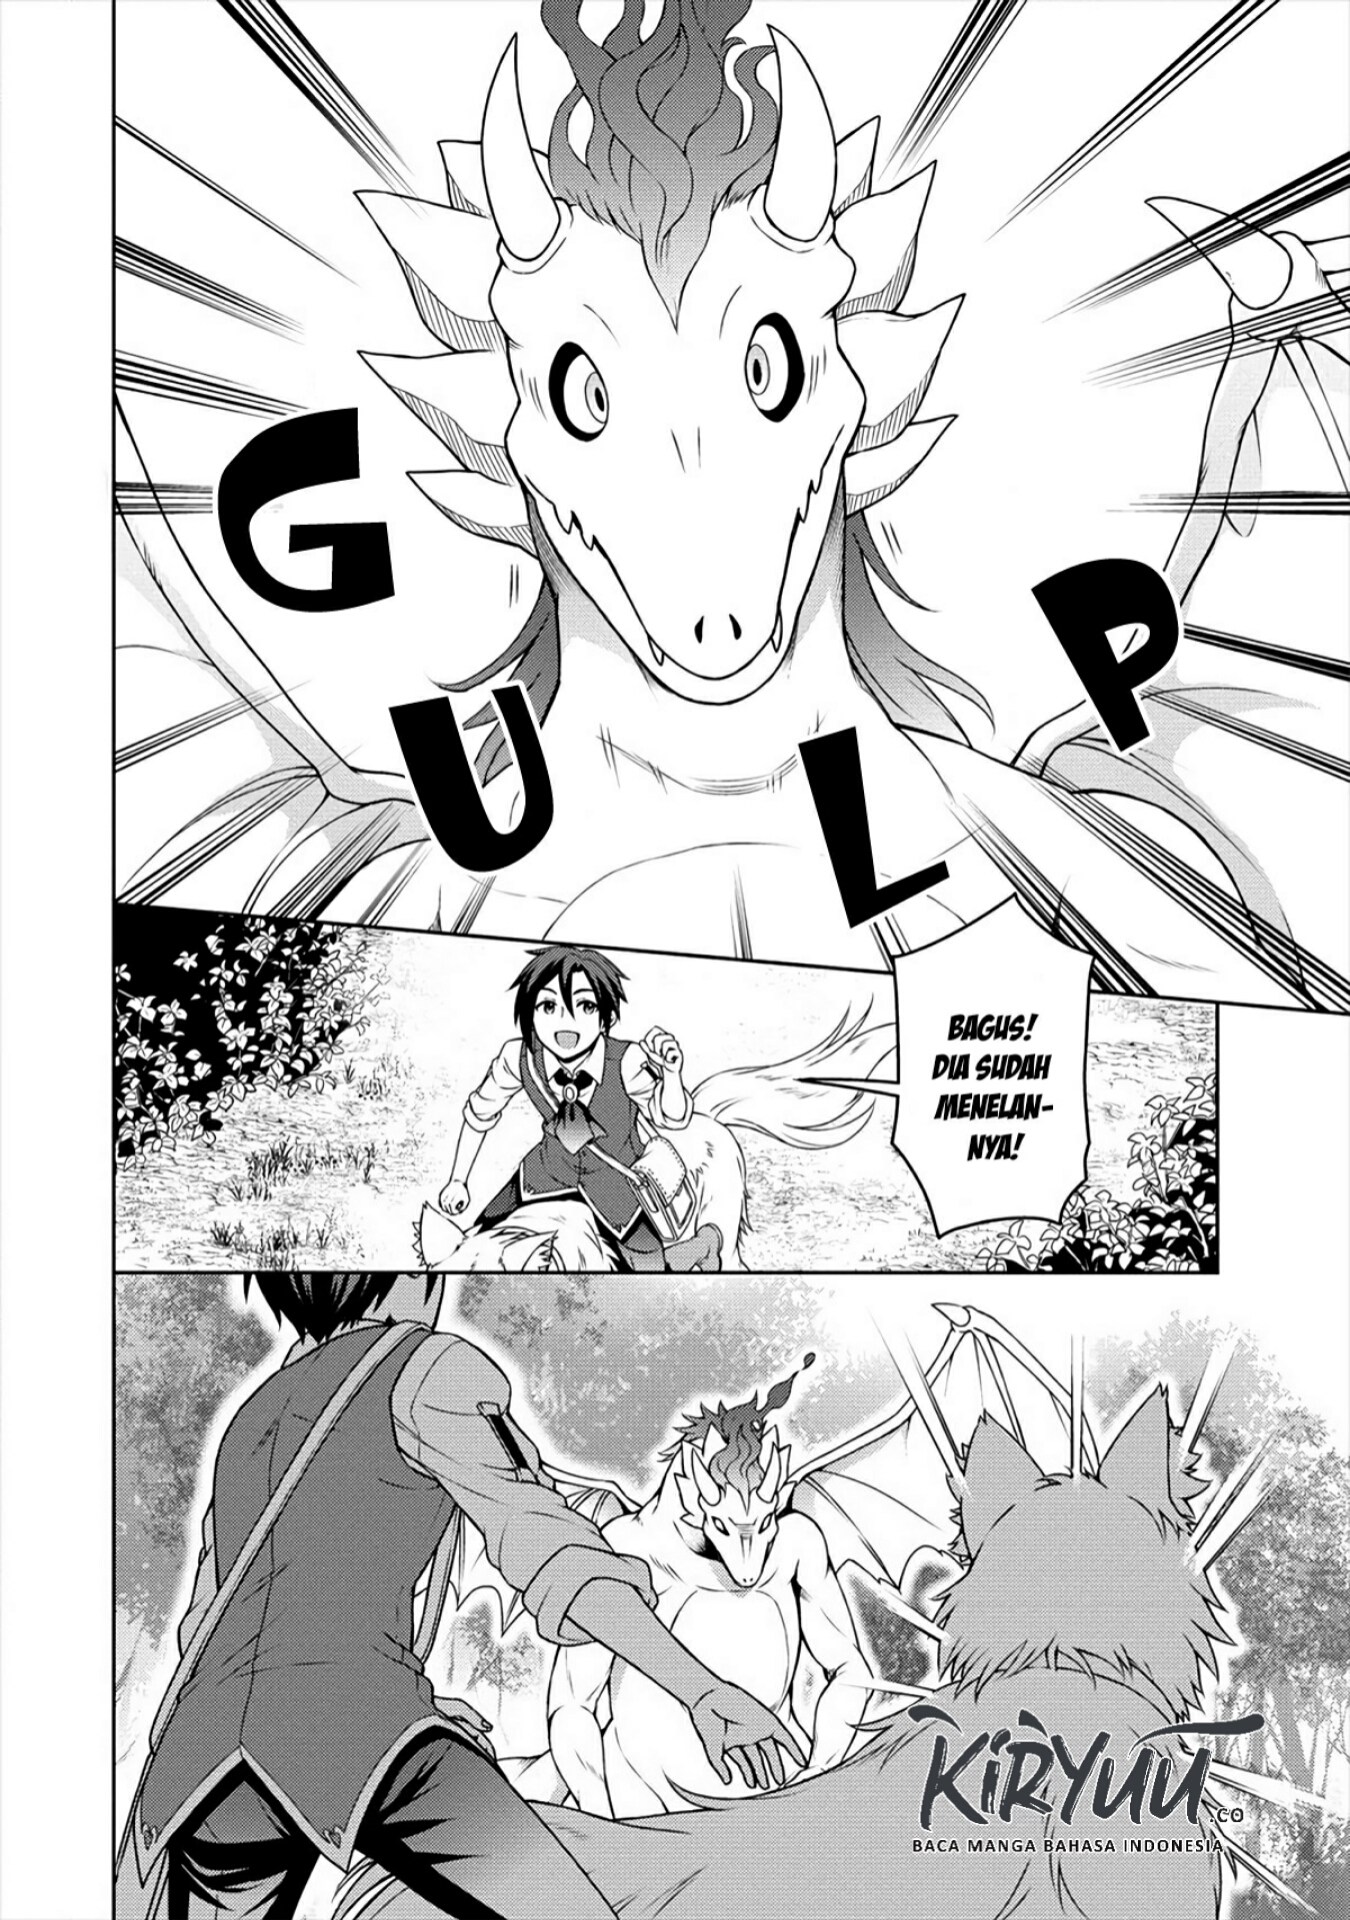 GULP
BAGUS!
DIA SUDAH
MENELAN-
NYA!
KIRYUU
.CO
BACA MANGA BAHASA INDONESIA